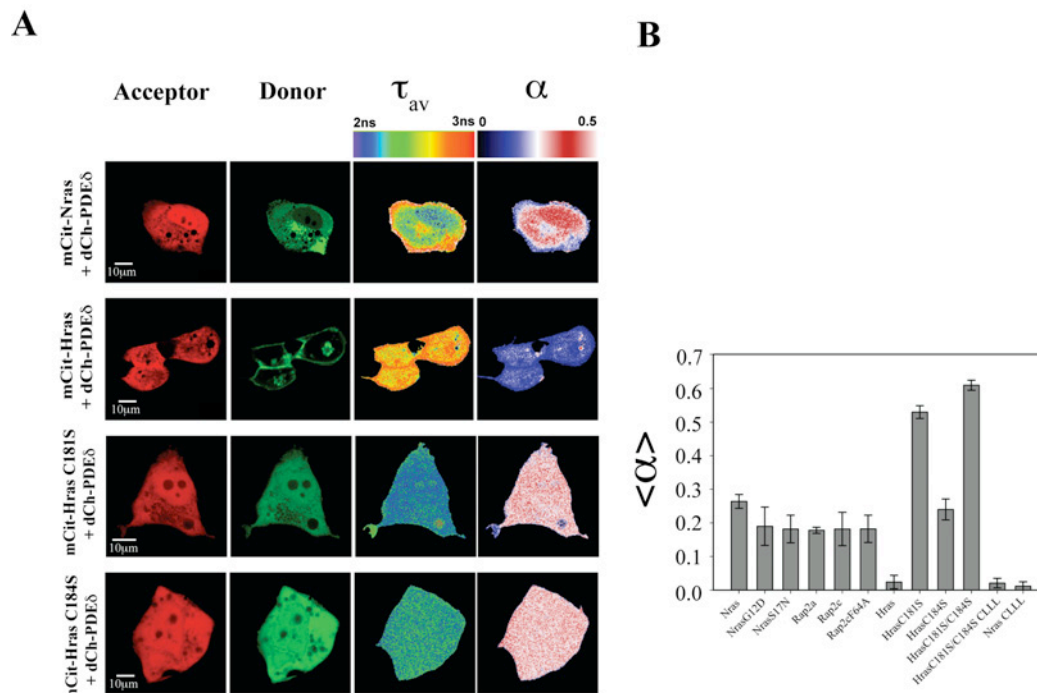 A
Acceptor Donor τav α
2ns 3ns 0 0.5
mCit-Nras
+ dCh-PDEδ
10µm
mCit-Hras
+ dCh-PDEδ
10µm
mCit-Hras C181S
+ dCh-PDEδ
10µm
mCit-Hras C184S
+ dCh-PDEδ
10µm
B
<α>
0.7
0.6
0.5
0.4
0.3
0.2
0.1
0.0
Nras
NrasG12D
NrasS17N
Rap2a
Rap2c
Rap2cF64A
Hras
HrasC181S
HrasC184S
HrasC181S/C184S
HrasC181S/C184S CLLL
Nras CLLL